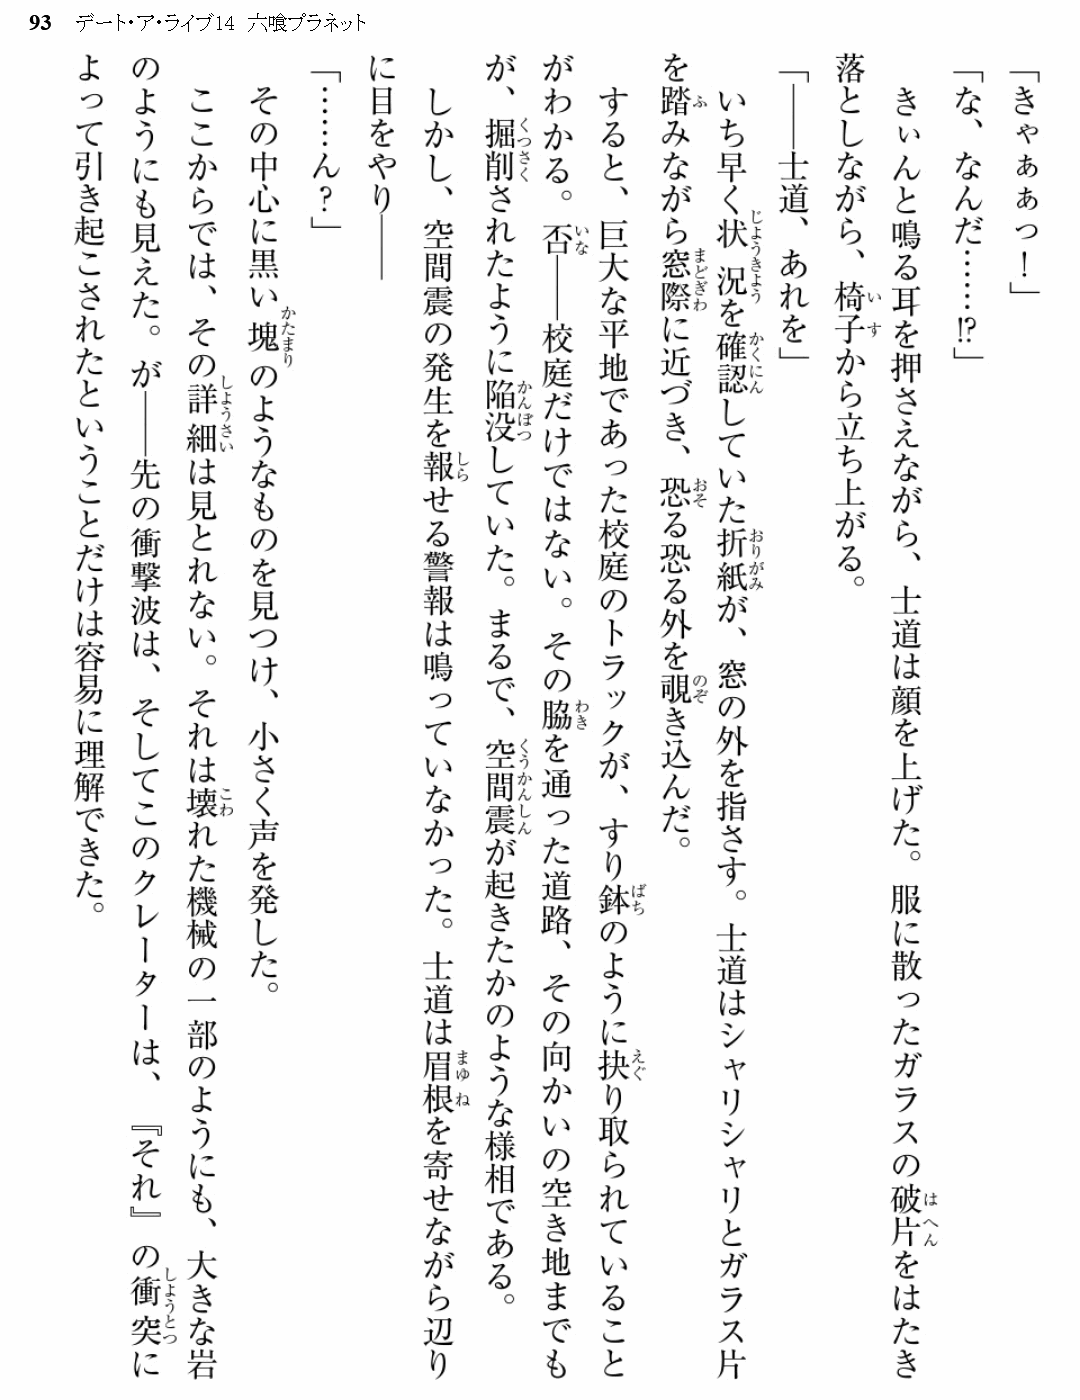 93 デート・ア・ライブ14 六喰プラネット
「きゃぁぁっ！」
「な、なんだ……!?」
きぃんと鳴る耳を押さえながら、士道は顔を上げた。服に散ったガラスの破片をはたき
落としながら、椅子から立ち上がる。
「――士道、あれを」
いち早く状況を確認していた折紙が、窓の外を指さす。士道はシャリシャリとガラス片
を踏みながら窓際に近づき、恐る恐る外を覗き込んだ。
すると、巨大な平地であった校庭のトラックが、すり鉢のように抉り取られていること
がわかる。否――校庭だけではない。その脇を通った道路、その向かいの空き地までも
が、掘削されたように陥没していた。まるで、空間震が起きたかのような様相である。
しかし、空間震の発生を報せる警報は鳴っていなかった。士道は眉根を寄せながら辺り
に目をやり――
「……ん？」
その中心に黒い塊のようなものを見つけ、小さく声を発した。
ここからでは、その詳細は見とれない。それは壊れた機械の一部のようにも、大きな岩
のようにも見えた。が――先の衝撃波は、そしてこのクレーターは、『それ』の衝突に
よって引き起こされたということだけは容易に理解できた。